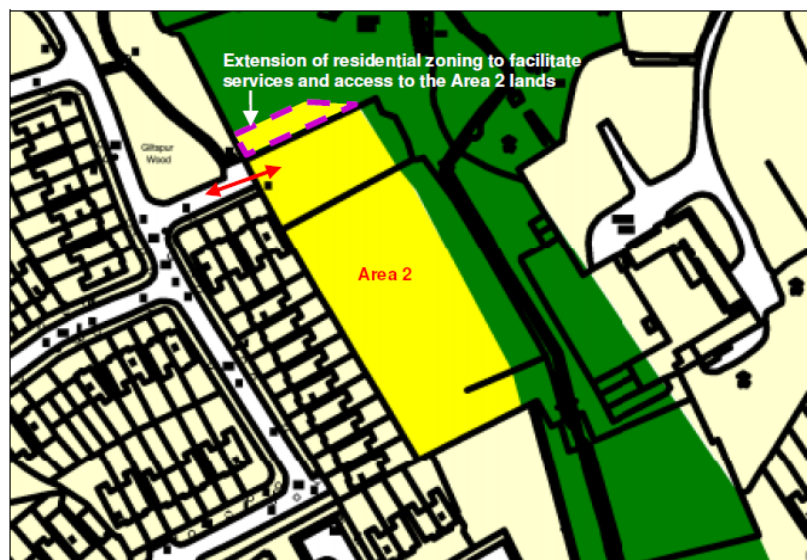 Extension of residential zoning to facilitate
services and access to the Area 2 lands
Giltspur
Wood
Area 2